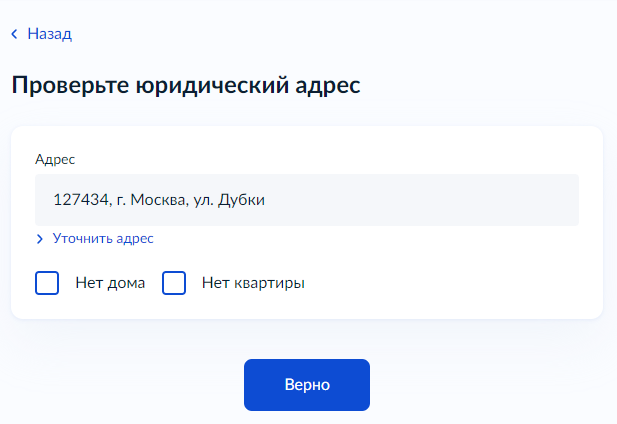 Назад
Проверьте юридический адрес
Адрес
127434, г. Москва, ул. Дубки
Уточнить адрес
Нет дома Нет квартиры
Верно